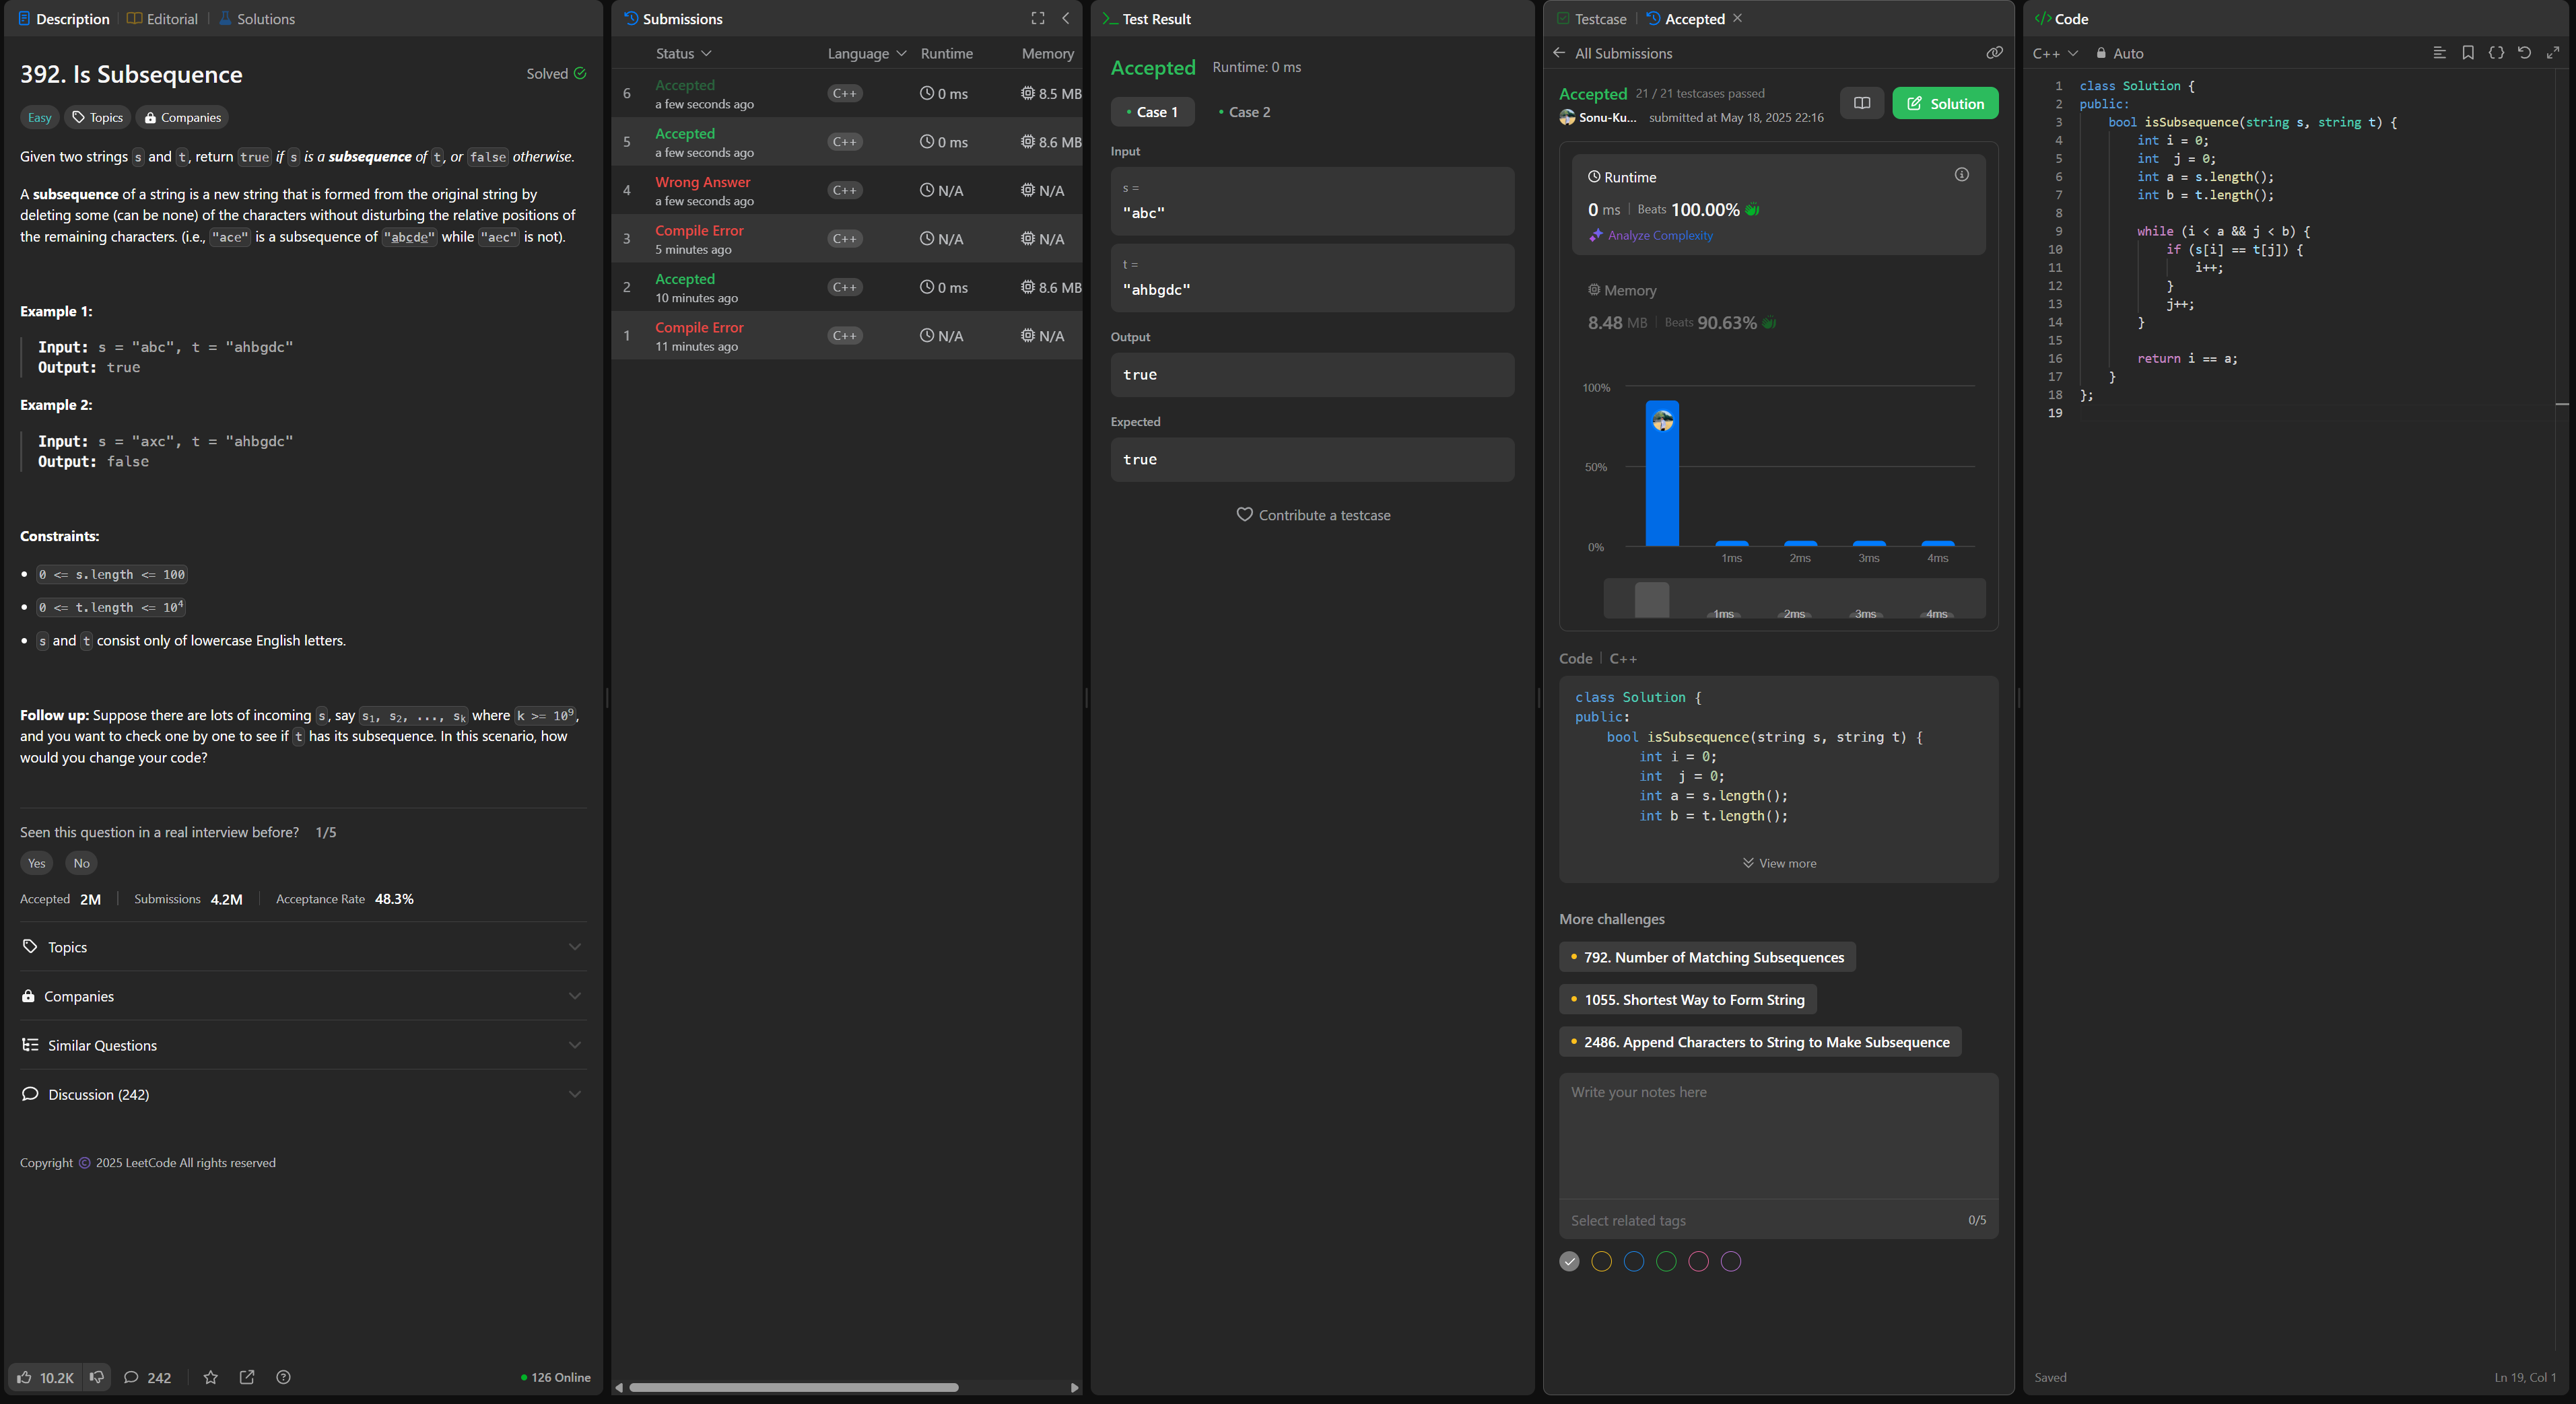 Description
Editorial
Solutions
392. Is Subsequence
Solved
Easy
Topics
Companies
Given two strings s and t, return true if s is a subsequence of t, or false otherwise.
A subsequence of a string is a new string that is formed from the original string by
deleting some (can be none) of the characters without disturbing the relative positions of
the remaining characters. (i.e., "ace" is a subsequence of "abcde" while "aec" is not).
Example 1:
Input: s = "abc", t = "ahbgdc"
Output: true
Example 2:
Input: s = "axc", t = "ahbgdc"
Output: false
Constraints:
• 0 <= s.length <= 100
• 0 <= t.length <= 10⁴
• s and t consist only of lowercase English letters.
Follow up: Suppose there are lots of incoming s, say s₁, s₂, ..., sₖ where k >= 10⁹,
and you want to check one by one to see if t has its subsequence. In this scenario, how
would you change your code?
Seen this question in a real interview before? 1/5
Yes No
Accepted 2M Submissions 4.2M Acceptance Rate 48.3%
Topics
Companies
Similar Questions
Discussion (242)
Copyright © 2025 LeetCode All rights reserved
10.2K 242 126 Online
Submissions
Status Language Runtime Memory
6 Accepted C++ 0 ms 8.5 MB
a few seconds ago
5 Accepted C++ 0 ms 8.6 MB
a few seconds ago
4 Wrong Answer C++ N/A N/A
a few seconds ago
3 Compile Error C++ N/A N/A
5 minutes ago
2 Accepted C++ 0 ms 8.6 MB
10 minutes ago
1 Compile Error C++ N/A N/A
11 minutes ago
Test Result
Accepted Runtime: 0 ms
• Case 1 • Case 2
Input
s =
"abc"
t =
"ahbgdc"
Output
true
Expected
true
Contribute a testcase
Testcase
Accepted
All Submissions
Accepted 21 / 21 testcases passed
Sonu-Ku... submitted at May 18, 2025 22:16
Solution
Runtime
0 ms Beats 100.00%
Analyze Complexity
Memory
8.48 MB Beats 90.63%
100%
50%
0%
1ms 2ms 3ms 4ms
1ms 2ms 3ms 4ms
Code C++
class Solution {
public:
    bool isSubsequence(string s, string t) {
        int i = 0;
        int  j = 0;
        int a = s.length();
        int b = t.length();
View more
More challenges
• 792. Number of Matching Subsequences
• 1055. Shortest Way to Form String
• 2486. Append Characters to String to Make Subsequence
Write your notes here
Select related tags 0/5
</> Code
C++ Auto
1 class Solution {
2 public:
3     bool isSubsequence(string s, string t) {
4         int i = 0;
5         int  j = 0;
6         int a = s.length();
7         int b = t.length();
8
9         while (i < a && j < b) {
10             if (s[i] == t[j]) {
11                 i++;
12             }
13             j++;
14         }
15
16         return i == a;
17     }
18 };
19
Saved Ln 19, Col 1